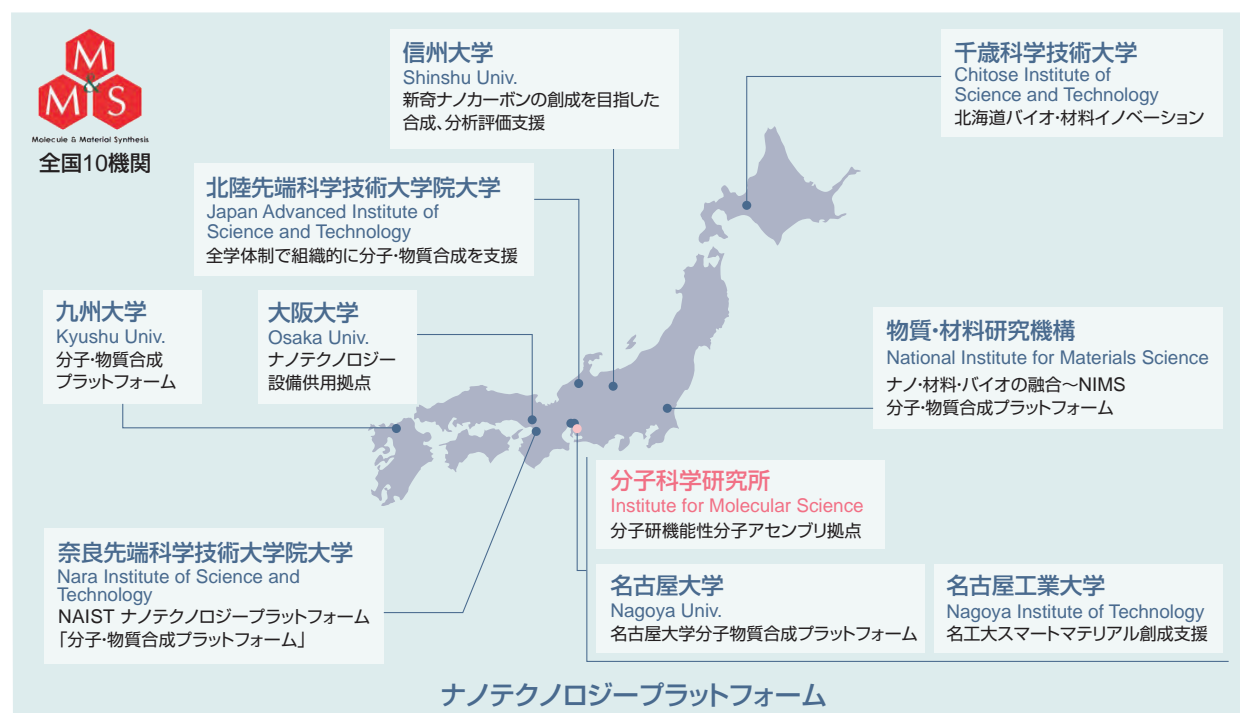 M
&
M S
Molecule & Material Synthesis
全国10機関
信州大学
Shinshu Univ.
新奇ナノカーボンの創成を目指した
合成、分析評価支援
千歳科学技術大学
Chitose Institute of
Science and Technology
北海道バイオ・材料イノベーション
北陸先端科学技術大学院大学
Japan Advanced Institute of
Science and Technology
全学体制で組織的に分子・物質合成を支援
九州大学
Kyushu Univ.
分子・物質合成
プラットフォーム
大阪大学
Osaka Univ.
ナノテクノロジー
設備供用拠点
物質・材料研究機構
National Institute for Materials Science
ナノ・材料・バイオの融合～NIMS
分子・物質合成プラットフォーム
分子科学研究所
Institute for Molecular Science
分子研機能性分子アセンブリ拠点
奈良先端科学技術大学院大学
Nara Institute of Science and
Technology
NAIST ナノテクノロジープラットフォーム
「分子・物質合成プラットフォーム」
名古屋大学
Nagoya Univ.
名古屋大学分子物質合成プラットフォーム
名古屋工業大学
Nagoya Institute of Technology
名工大スマートマテリアル創成支援
ナノテクノロジープラットフォーム